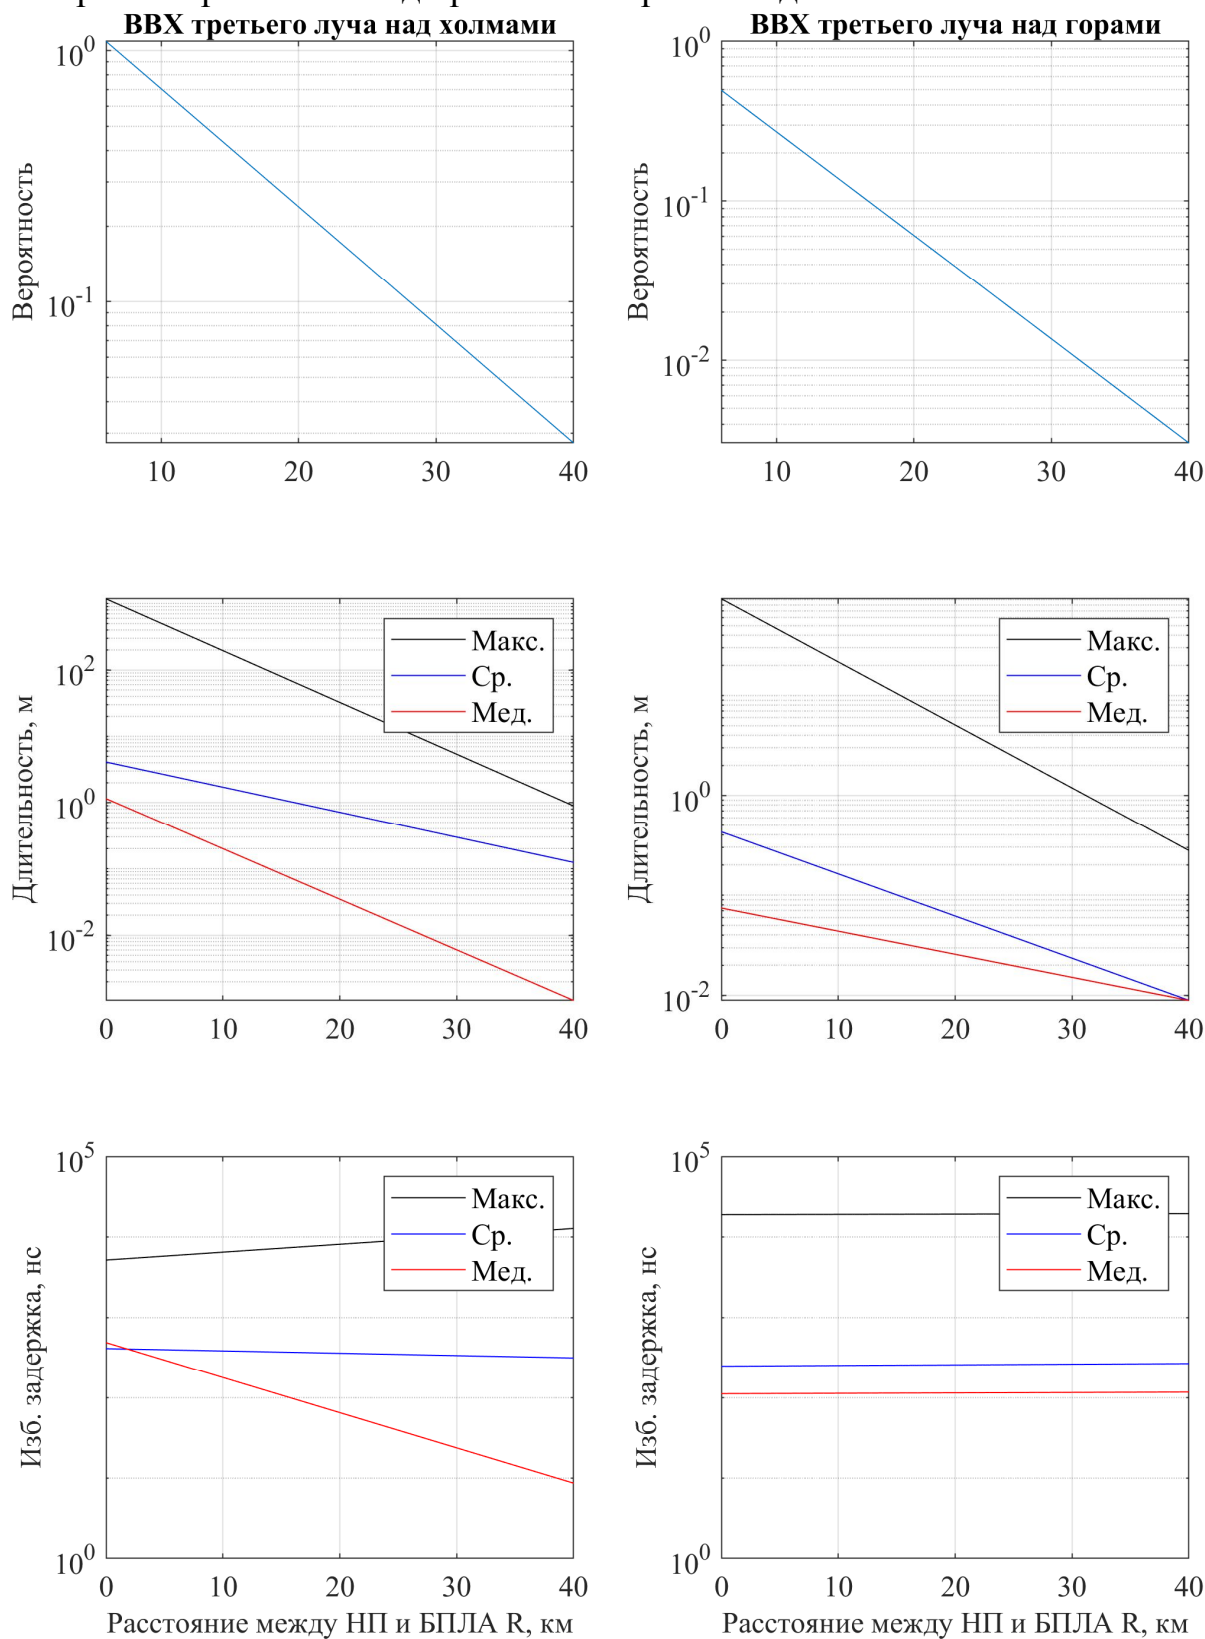 ВВХ третьего луча над холмами
10^0
10^-1
Вероятность
10 20 30 40
ВВХ третьего луча над горами
10^0
10^-1
10^-2
Вероятность
10 20 30 40
Макс.
Ср.
Мед.
10^2
10^0
10^-2
Длительность, м
0 10 20 30 40
Макс.
Ср.
Мед.
10^0
10^-2
Длительность, м
0 10 20 30 40
10^5
Макс.
Ср.
Мед.
10^0
Изб. задержка, нс
0 10 20 30 40
Расстояние между НП и БПЛА R, км
10^5
Макс.
Ср.
Мед.
10^0
Изб. задержка, нс
0 10 20 30 40
Расстояние между НП и БПЛА R, км